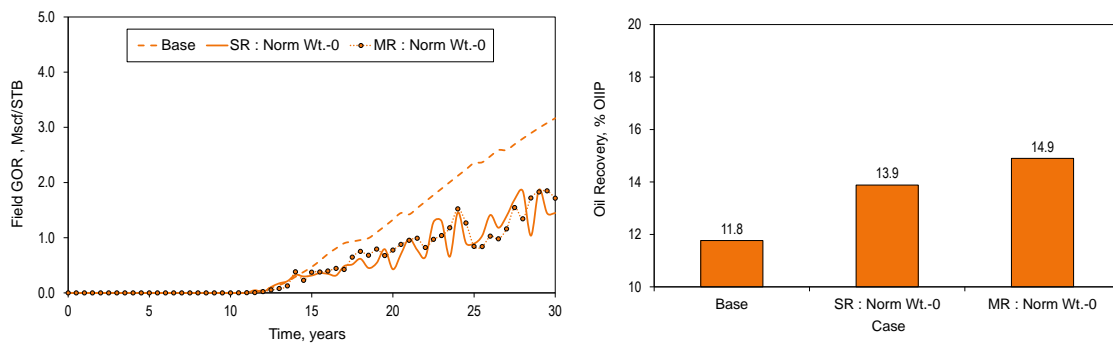 5.0
4.0
3.0
2.0
1.0
0.0
Field GOR , Mscf/STB
Base
SR : Norm Wt.-0
MR : Norm Wt.-0
0 5 10 15 20 25 30
Time, years
20
18
16
14
12
10
Oil Recovery, % OIIP
11.8
13.9
14.9
Base
SR : Norm Wt.-0
MR : Norm Wt.-0
Case